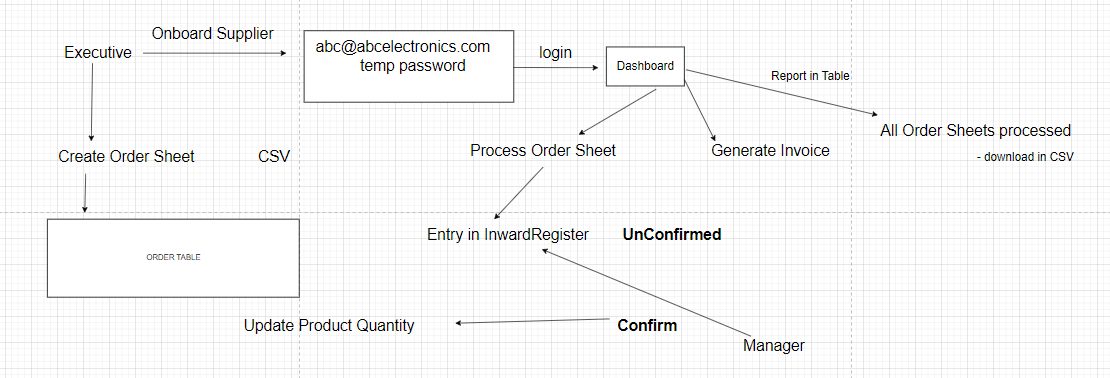 Onboard Supplier
Executive
abc@abcelectronics.com
temp password
login
Dashboard
Report in Table
All Order Sheets processed
- download in CSV
Create Order Sheet
CSV
Process Order Sheet
Generate Invoice
ORDER TABLE
Entry in InwardRegister
UnConfirmed
Update Product Quantity
Confirm
Manager